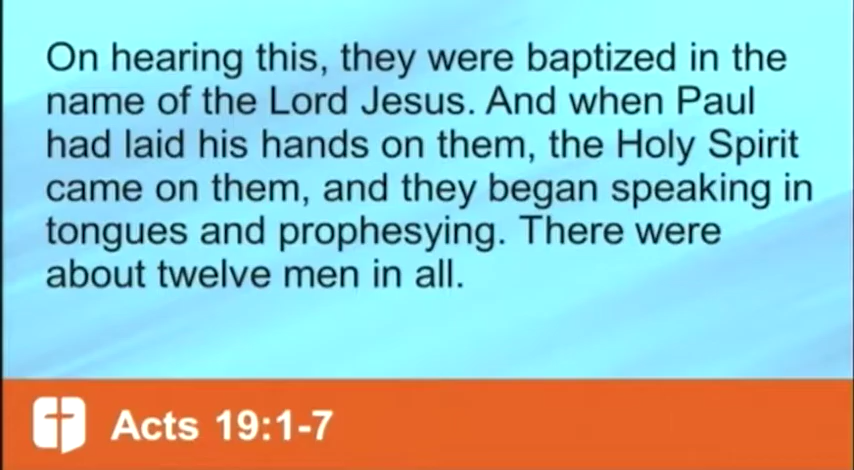 On hearing this, they were baptized in the
name of the Lord Jesus. And when Paul
had laid his hands on them, the Holy Spirit
came on them, and they began speaking in
tongues and prophesying. There were
about twelve men in all.
Acts 19:1-7